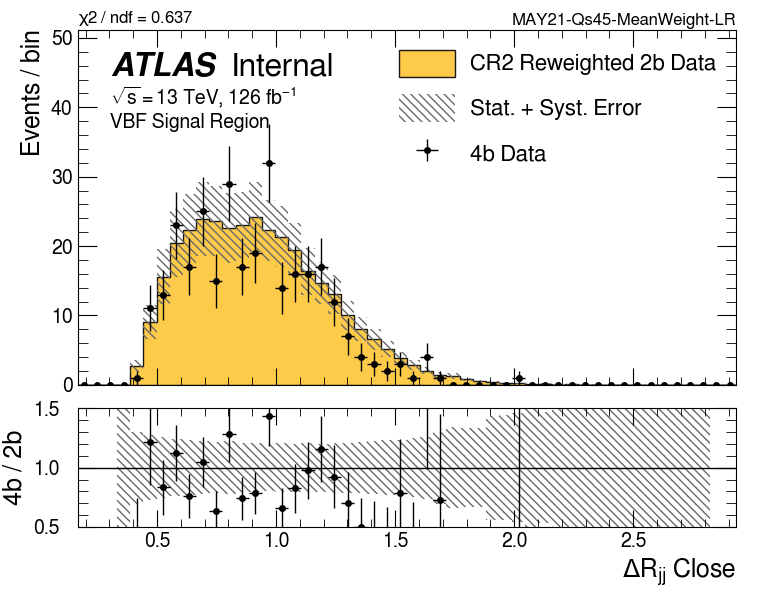 χ² / ndf = 0.637
MAY21-Qs45-MeanWeight-LR
Events / bin
50
40
30
20
10
0
ATLAS Internal
√s = 13 TeV, 126 fb⁻¹
VBF Signal Region
CR2 Reweighted 2b Data
Stat. + Syst. Error
4b Data
4b / 2b
1.5
1.0
0.5
0.5
1.0
1.5
2.0
2.5
ΔRjj Close